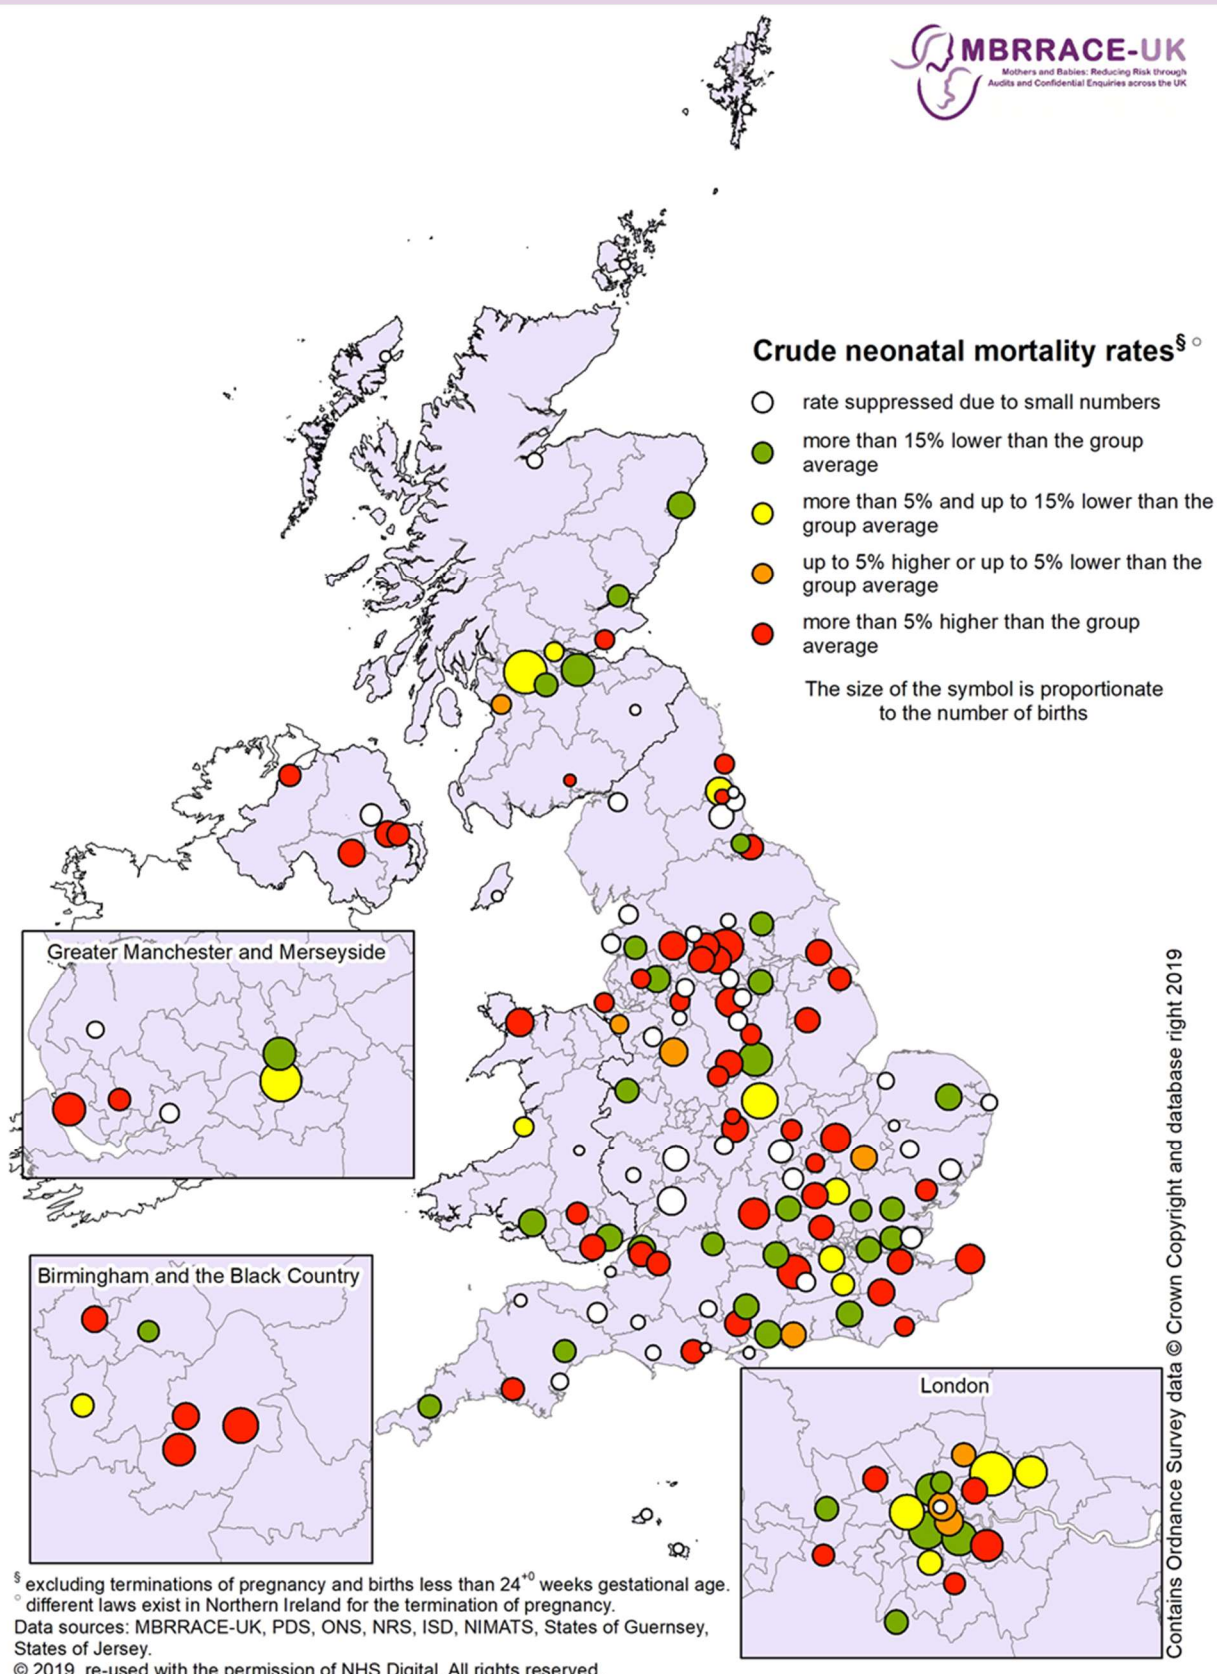 MBRRACE-UK
Mothers and Babies: Reducing Risk through
Audits and Confidential Enquiries across the UK
Crude neonatal mortality rates§ ○
rate suppressed due to small numbers
more than 15% lower than the group
average
more than 5% and up to 15% lower than the
group average
up to 5% higher or up to 5% lower than the
group average
more than 5% higher than the group
average
The size of the symbol is proportionate
to the number of births
Greater Manchester and Merseyside
Birmingham and the Black Country
London
Contains Ordnance Survey data © Crown Copyright and database right 2019
§ excluding terminations of pregnancy and births less than 24+0 weeks gestational age.
○ different laws exist in Northern Ireland for the termination of pregnancy.
Data sources: MBRRACE-UK, PDS, ONS, NRS, ISD, NIMATS, States of Guernsey,
States of Jersey.
© 2019, re-used with the permission of NHS Digital. All rights reserved.